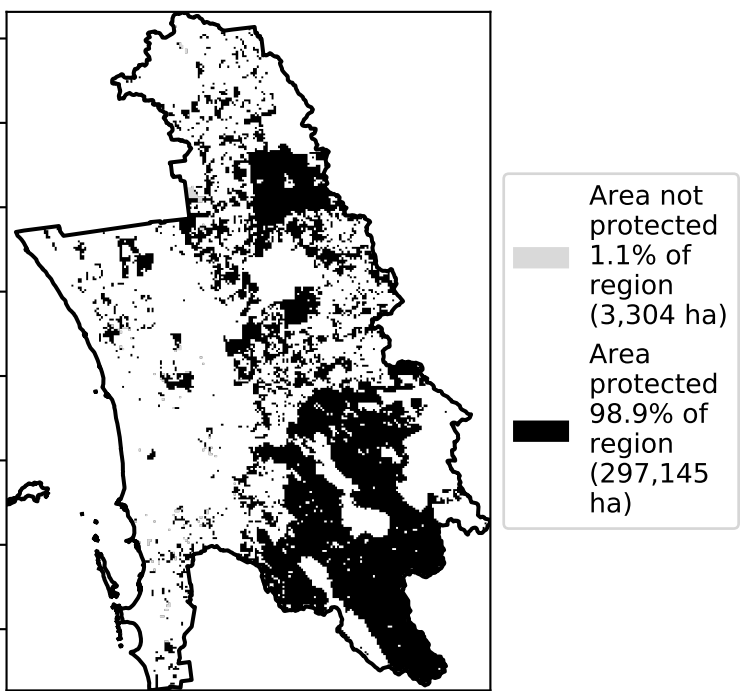 Area not
protected
1.1% of
region
(3,304 ha)
Area
protected
98.9% of
region
(297,145
ha)